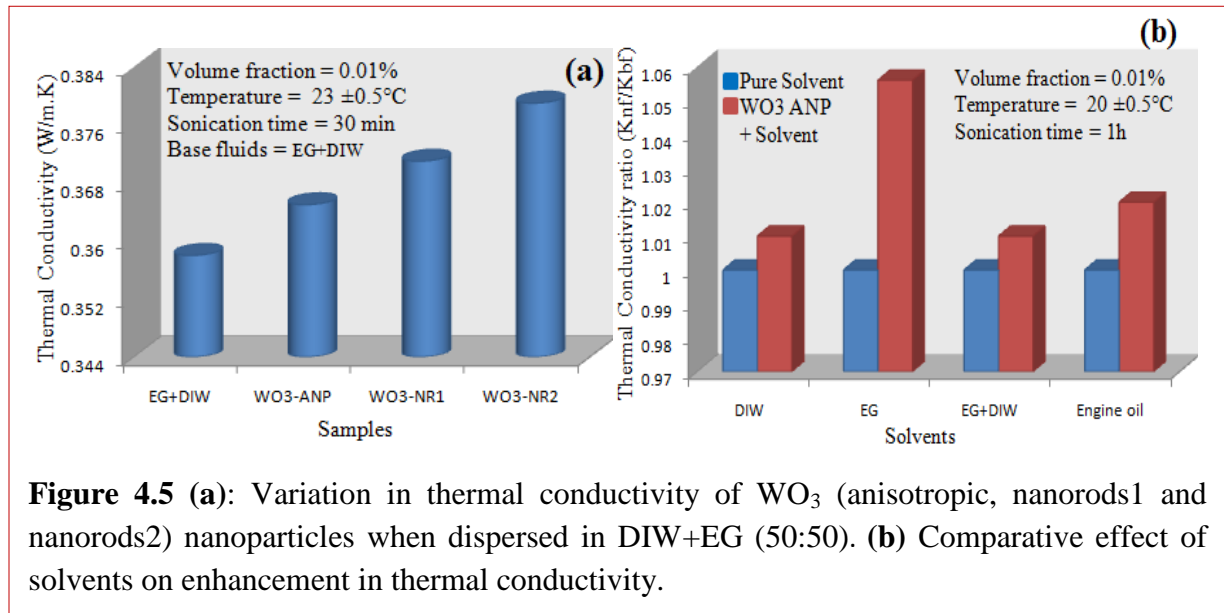 (a)
Volume fraction = 0.01%
Temperature = 23 ±0.5°C
Sonication time = 30 min
Base fluids = EG+DIW
Thermal Conductivity (W/m.K)
0.384
0.376
0.368
0.36
0.352
0.344
EG+DIW WO3-ANP WO3-NR1 WO3-NR2
Samples
(b)
Pure Solvent
WO3 ANP
+ Solvent
Volume fraction = 0.01%
Temperature = 20 ±0.5°C
Sonication time = 1h
Thermal Conductivity ratio (Knf/Kbf)
1.06
1.05
1.04
1.03
1.02
1.01
1
0.99
0.98
0.97
DIW EG EG+DIW Engine oil
Solvents
Figure 4.5 (a): Variation in thermal conductivity of WO₃ (anisotropic, nanorods1 and
nanorods2) nanoparticles when dispersed in DIW+EG (50:50). (b) Comparative effect of
solvents on enhancement in thermal conductivity.